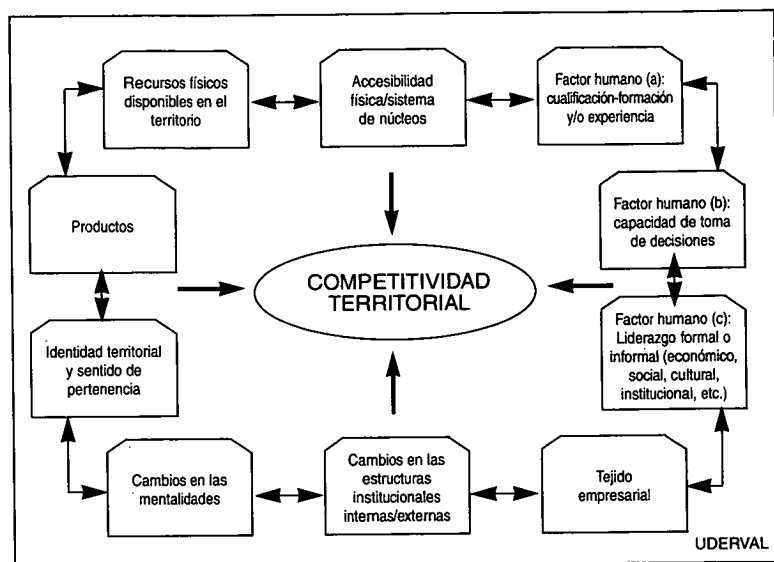 Recursos físicos
disponibles en el
territorio
Accesibilidad
física/sistema
de núcleos
Factor humano (a):
cualificación-formación
y/o experiencia
Productos
Factor humano (b):
capacidad de toma
de decisiones
COMPETITIVIDAD
TERRITORIAL
Identidad territorial
y sentido de
pertenencia
Factor humano (c):
Liderazgo formal o
informal (económico,
social, cultural,
institucional, etc.)
Cambios en las
mentalidades
Cambios en las
estructuras
institucionales
internas/externas
Tejido
empresarial
UDERVAL